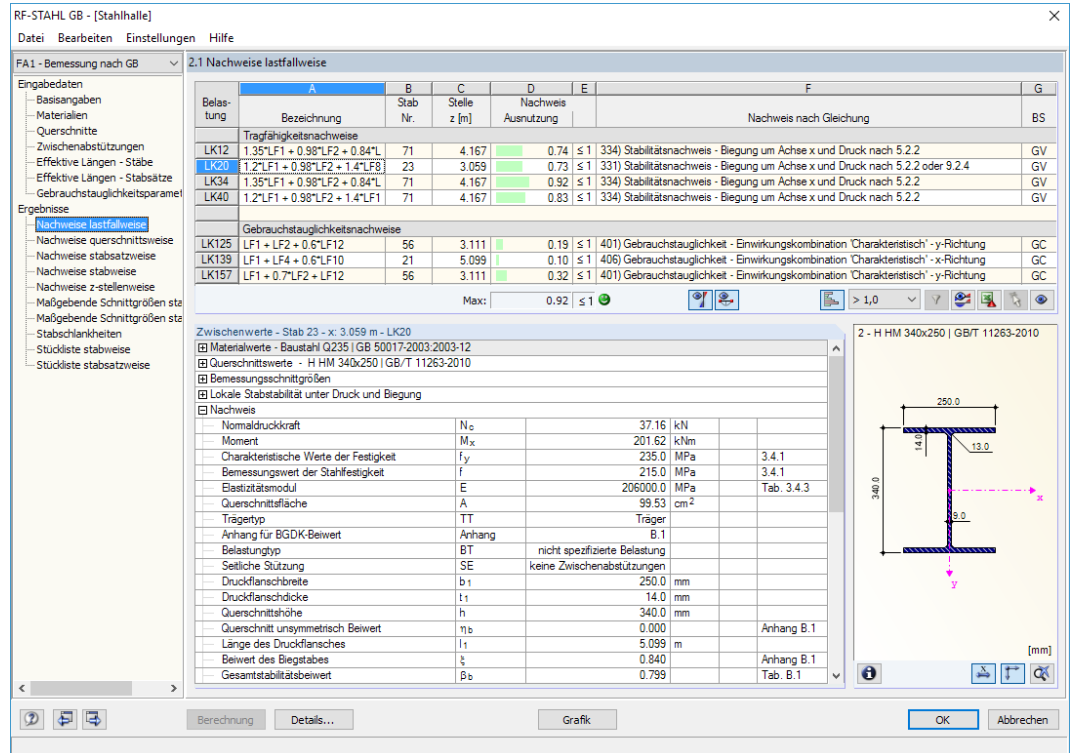 RF-STAHL GB - [Stahlhalle]
Datei Bearbeiten Einstellungen Hilfe
FA1 - Bemessung nach GB
Eingabedaten
Basisangaben
Materialien
Querschnitte
Zwischenabstützungen
Effektive Längen - Stäbe
Effektive Längen - Stabsätze
Gebrauchstauglichkeitsparamet
Ergebnisse
Nachweise lastfallweise
Nachweise querschnittsweise
Nachweise stabsatzweise
Nachweise stabweise
Nachweise z-stellenweise
Maßgebende Schnittgrößen sta
Maßgebende Schnittgrößen sta
Stabschlankheiten
Stückliste stabweise
Stückliste stabsatzweise
2.1 Nachweise lastfallweise
A B C D E F G
Belas- Stab Stelle Nachweis
tung Bezeichnung Nr. z [m] Ausnutzung Nachweis nach Gleichung BS
Tragfähigkeitsnachweise
LK12 1.35*LF1 + 0.98*LF2 + 0.84*L 71 4.167 0.74 ≤ 1 334) Stabilitätsnachweis - Biegung um Achse x und Druck nach 5.2.2 GV
LK20 1.2*LF1 + 0.98*LF2 + 1.4*LF8 23 3.059 0.73 ≤ 1 331) Stabilitätsnachweis - Biegung um Achse x und Druck nach 5.2.2 oder 9.2.4 GV
LK34 1.35*LF1 + 0.98*LF2 + 0.84*L 71 4.167 0.92 ≤ 1 334) Stabilitätsnachweis - Biegung um Achse x und Druck nach 5.2.2 GV
LK40 1.2*LF1 + 0.98*LF2 + 1.4*LF1 71 4.167 0.83 ≤ 1 334) Stabilitätsnachweis - Biegung um Achse x und Druck nach 5.2.2 GV
Gebrauchstauglichkeitsnachweise
LK125 LF1 + LF2 + 0.6*LF12 56 3.111 0.19 ≤ 1 401) Gebrauchstauglichkeit - Einwirkungskombination 'Charakteristisch' - y-Richtung GC
LK139 LF1 + LF4 + 0.6*LF10 21 5.099 0.10 ≤ 1 406) Gebrauchstauglichkeit - Einwirkungskombination 'Charakteristisch' - x-Richtung GC
LK157 LF1 + 0.7*LF2 + LF12 56 3.111 0.32 ≤ 1 401) Gebrauchstauglichkeit - Einwirkungskombination 'Charakteristisch' - y-Richtung GC
Max: 0.92 ≤ 1 > 1,0
Zwischenwerte - Stab 23 - x: 3.059 m - LK20
Materialwerte - Baustahl Q235 | GB 50017-2003:2003-12
Querschnittswerte - H HM 340x250 | GB/T 11263-2010
Bemessungsschnittgrößen
Lokale Stabstabilität unter Druck und Biegung
Nachweis
Normaldruckkraft Nc 37.16 kN
Moment Mx 201.62 kNm
Charakteristische Werte der Festigkeit fy 235.0 MPa 3.4.1
Bemessungswert der Stahlfestigkeit f 215.0 MPa 3.4.1
Elastizitätsmodul E 206000.0 MPa Tab. 3.4.3
Querschnittsfläche A 99.53 cm2
Trägertyp TT Träger
Anhang für BGDK-Beiwert Anhang B.1
Belastungtyp BT nicht spezifizierte Belastung
Seitliche Stützung SE keine Zwischenabstützungen
Druckflanschbreite b1 250.0 mm
Druckflanschdicke t1 14.0 mm
Querschnittshöhe h 340.0 mm
Querschnitt unsymmetrisch Beiwert ηb 0.000 Anhang B.1
Länge des Druckflansches l1 5.099 m
Beiwert des Biegstabes ξ 0.840 Anhang B.1
Gesamtstabilitätsbeiwert βb 0.799 Tab. B.1
2 - H HM 340x250 | GB/T 11263-2010
250.0
14.0
13.0
340.0
x
9.0
y
[mm]
Berechnung Details... Grafik OK Abbrechen